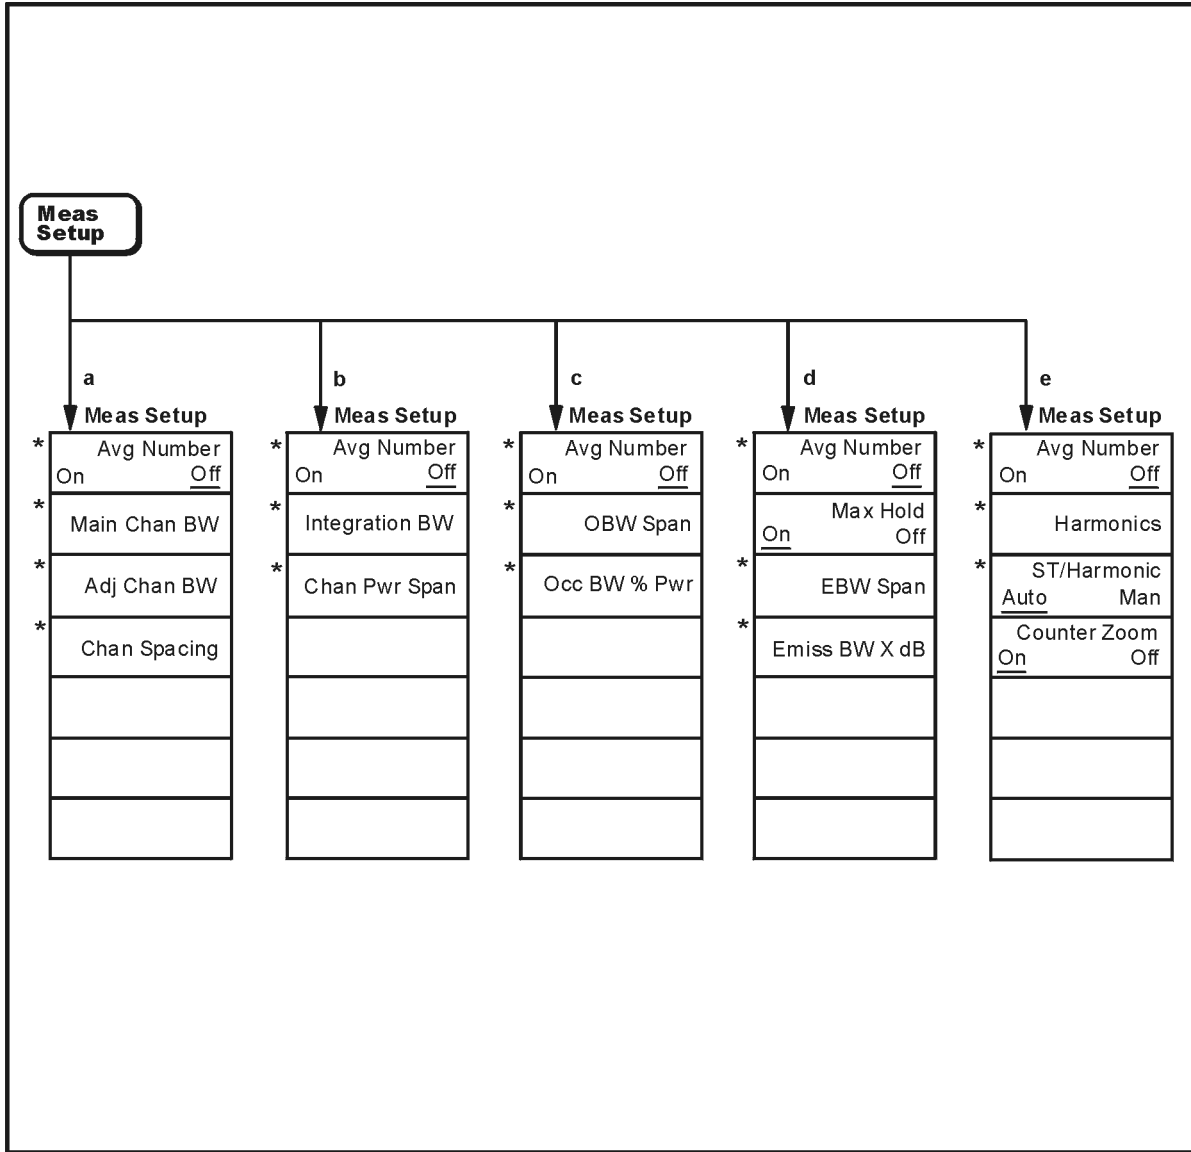 Meas
Setup
a
Meas Setup
* Avg Number
On Off
* Main Chan BW
* Adj Chan BW
* Chan Spacing
b
Meas Setup
* Avg Number
On Off
* Integration BW
* Chan Pwr Span
c
Meas Setup
* Avg Number
On Off
* OBW Span
* Occ BW % Pwr
d
Meas Setup
* Avg Number
On Off
Max Hold
On Off
* EBW Span
* Emiss BW X dB
e
Meas Setup
* Avg Number
On Off
* Harmonics
* ST/Harmonic
Auto Man
Counter Zoom
On Off